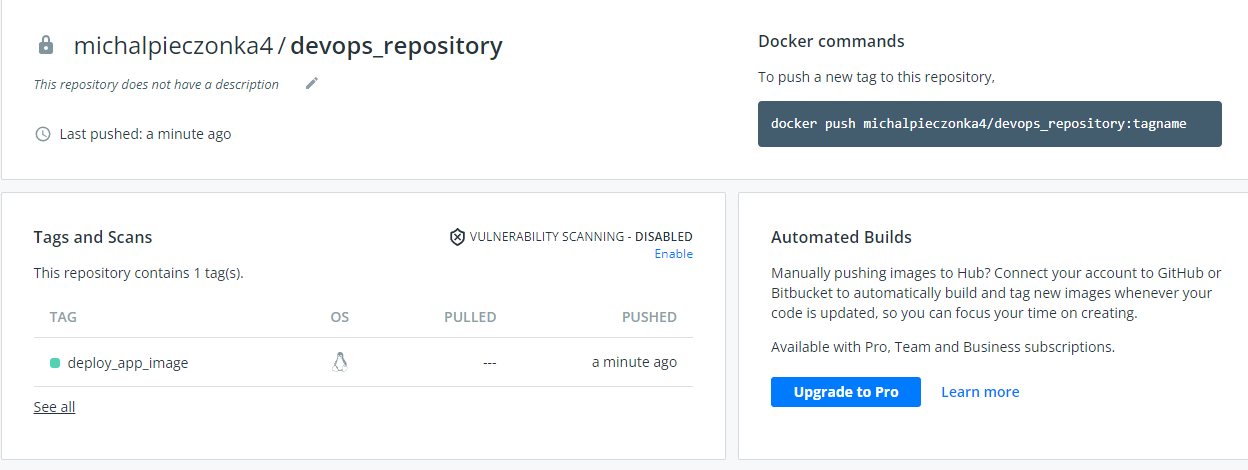 michalpieczonka4 / devops_repository
This repository does not have a description
Last pushed: a minute ago
Docker commands
To push a new tag to this repository,
docker push michalpieczonka4/devops_repository:tagname
Tags and Scans
VULNERABILITY SCANNING - DISABLED
Enable
This repository contains 1 tag(s).
TAG OS PULLED PUSHED
deploy_app_image --- a minute ago
See all
Automated Builds
Manually pushing images to Hub? Connect your account to GitHub or
Bitbucket to automatically build and tag new images whenever your
code is updated, so you can focus your time on creating.
Available with Pro, Team and Business subscriptions.
Upgrade to Pro Learn more